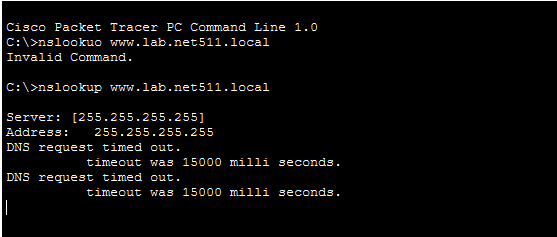 Cisco Packet Tracer PC Command Line 1.0
C:\>nslookuo www.lab.net511.local
Invalid Command.
C:\>nslookup www.lab.net511.local
Server: [255.255.255.255]
Address:  255.255.255.255
DNS request timed out.
timeout was 15000 milli seconds.
DNS request timed out.
timeout was 15000 milli seconds.